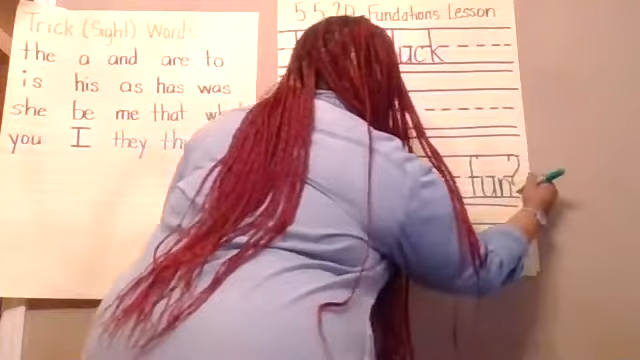 Trick (Sight) Words
the a and are to
is his as has was
she be me that
you I they
5.5.20 Fundations Lesson
fun?